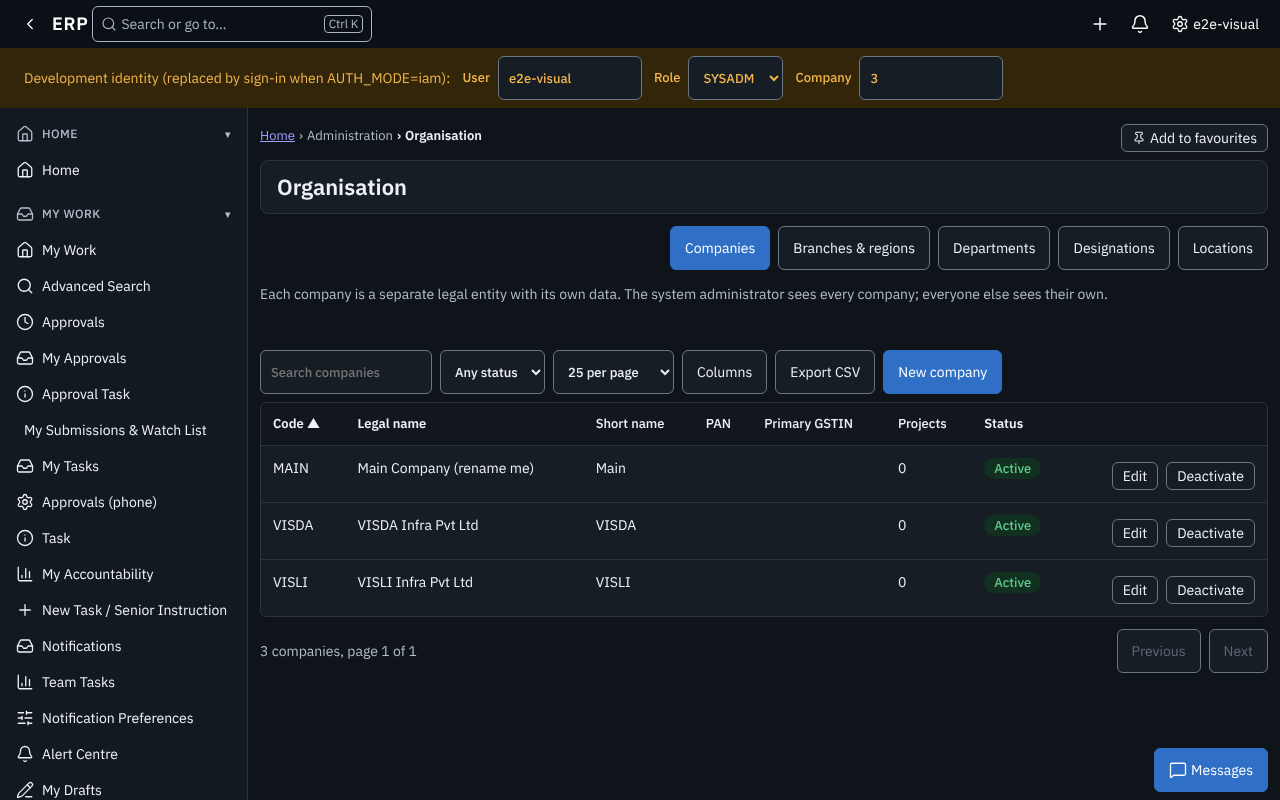 ERP Search or go to... Ctrl K e2e-visual
Development identity (replaced by sign-in when AUTH_MODE=iam): User e2e-visual Role SYSADM Company 3
HOME
Home
MY WORK
My Work
Advanced Search
Approvals
My Approvals
Approval Task
My Submissions & Watch List
My Tasks
Approvals (phone)
Task
My Accountability
New Task / Senior Instruction
Notifications
Team Tasks
Notification Preferences
Alert Centre
My Drafts
Home › Administration › Organisation
Add to favourites
Organisation
Companies Branches & regions Departments Designations Locations
Each company is a separate legal entity with its own data. The system administrator sees every company; everyone else sees their own.
Search companies Any status 25 per page Columns Export CSV New company
Code ▲ Legal name Short name PAN Primary GSTIN Projects Status
MAIN Main Company (rename me) Main 0 Active Edit Deactivate
VISDA VISDA Infra Pvt Ltd VISDA 0 Active Edit Deactivate
VISLI VISLI Infra Pvt Ltd VISLI 0 Active Edit Deactivate
3 companies, page 1 of 1 Previous Next
Messages